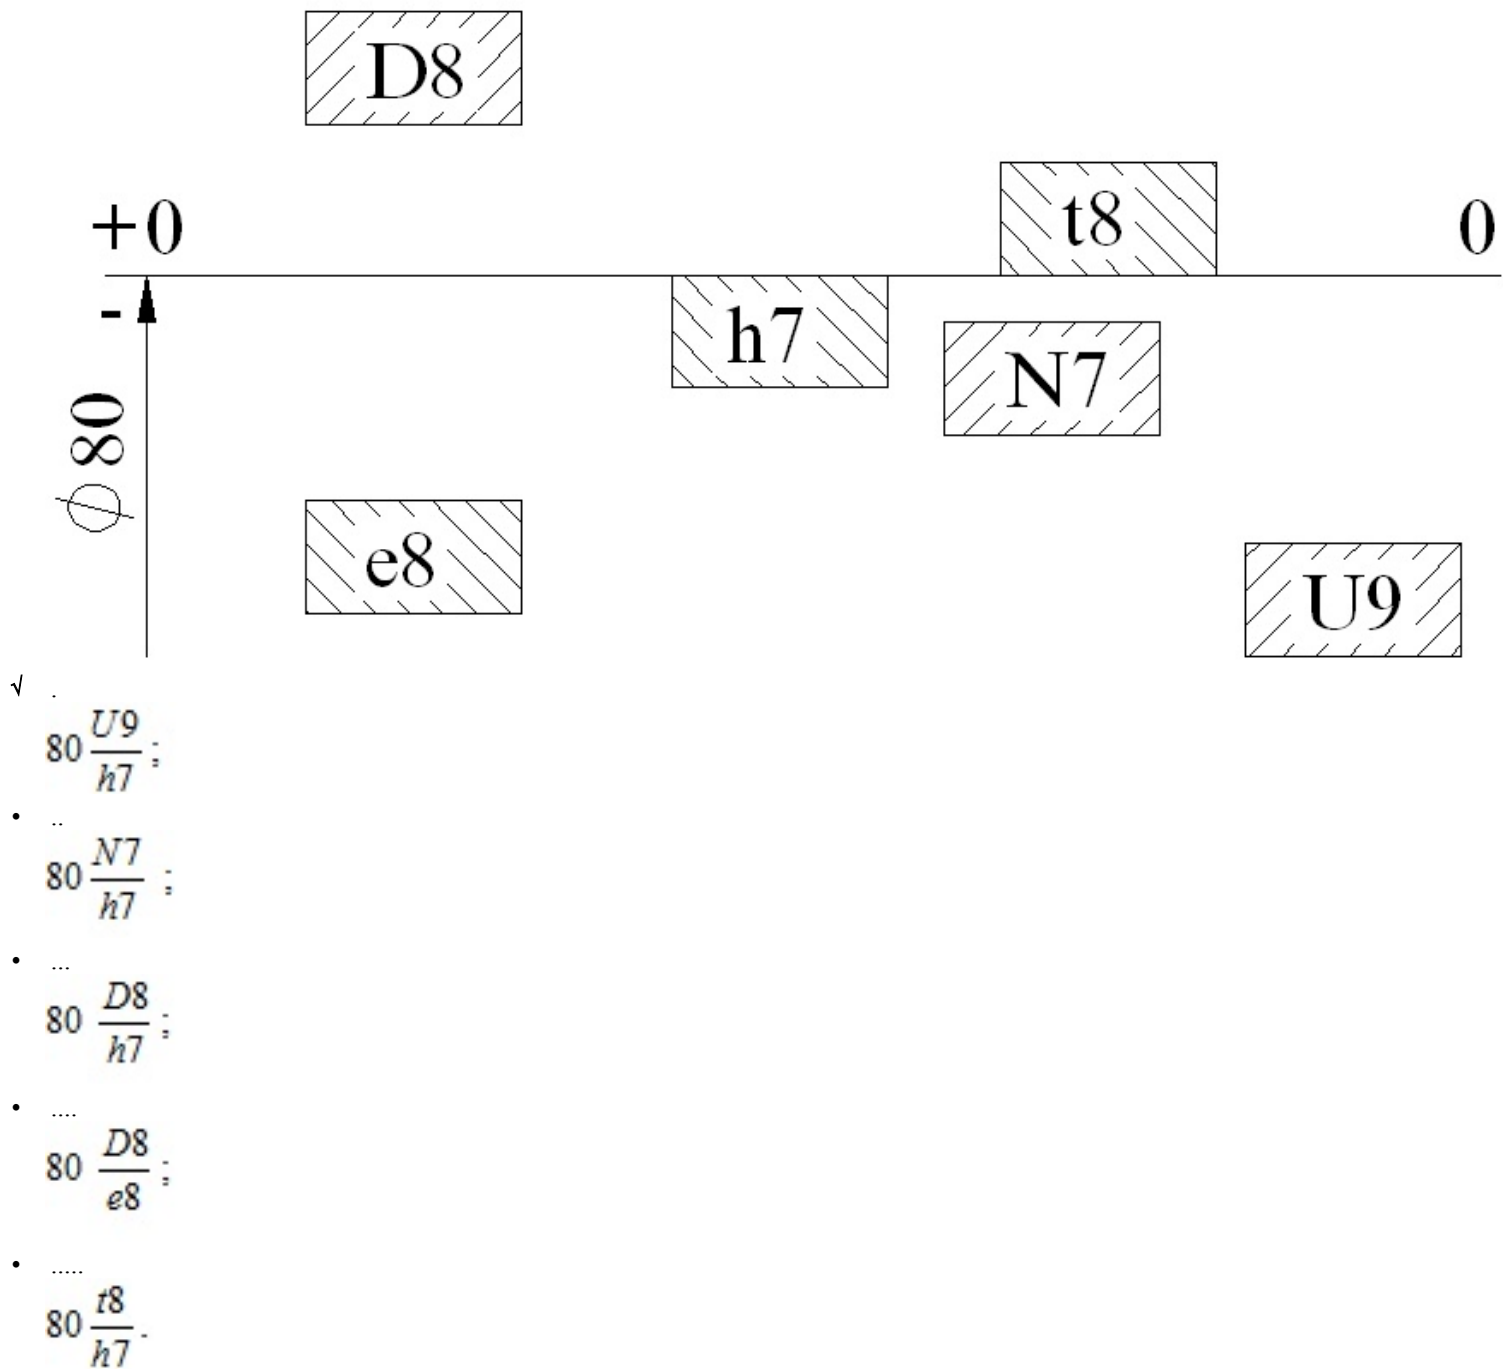 D8
t8
+0
0
-
h7
N7
⌀80
e8
U9
√ .
80 U9/h7 ;
• ..
80 N7/h7 ;
• ...
80 D8/h7 ;
• ....
80 D8/e8 ;
• .....
80 t8/h7 .